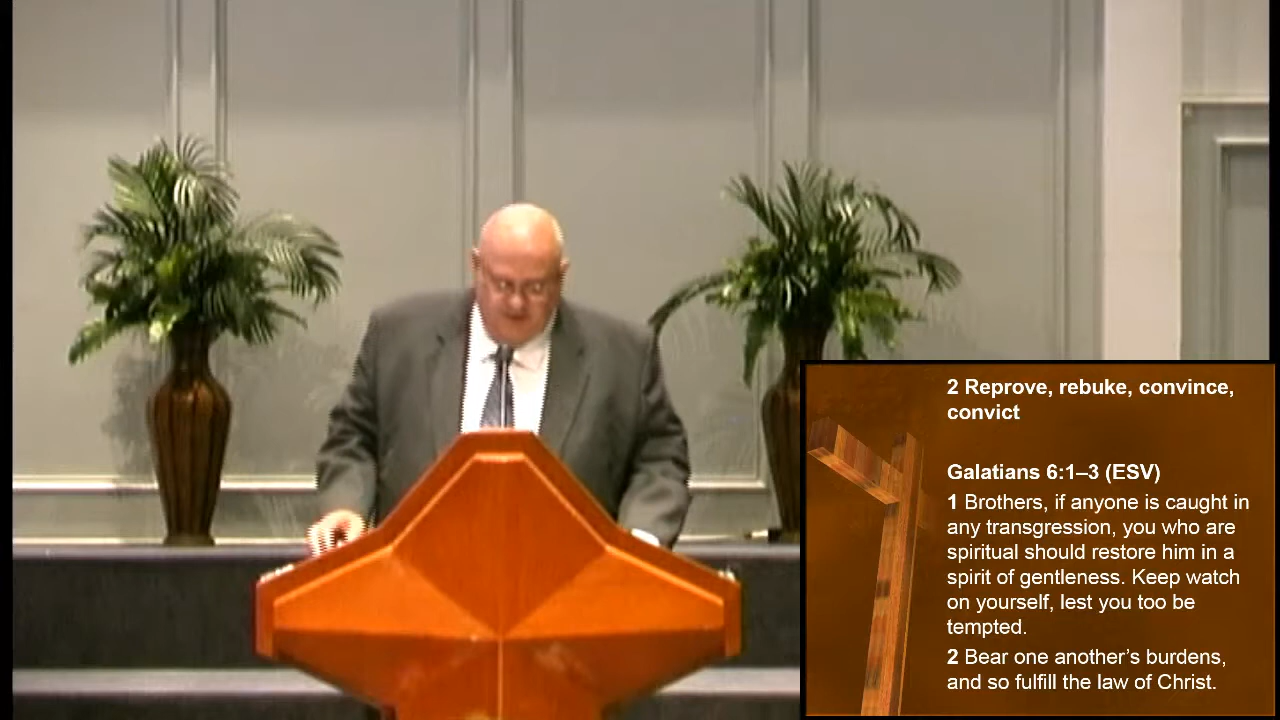 2 Reprove, rebuke, convince,
convict
Galatians 6:1–3 (ESV)
1 Brothers, if anyone is caught in
any transgression, you who are
spiritual should restore him in a
spirit of gentleness. Keep watch
on yourself, lest you too be
tempted.
2 Bear one another’s burdens,
and so fulfill the law of Christ.